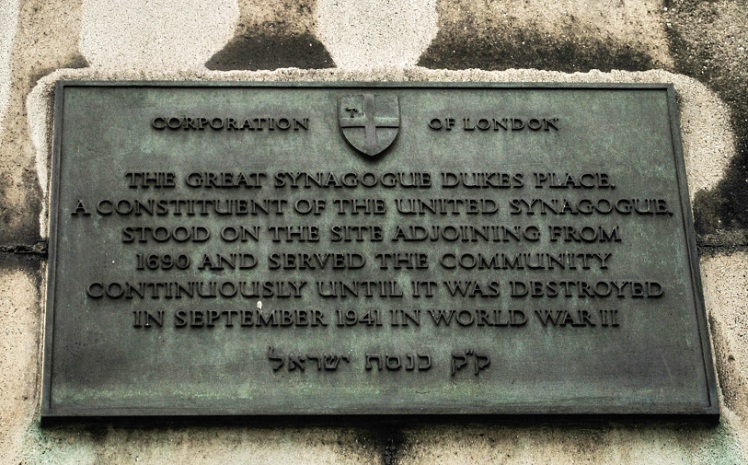 CORPORATION OF LONDON
THE GREAT SYNAGOGUE DUKES PLACE,
A CONSTITUENT OF THE UNITED SYNAGOGUE,
STOOD ON THE SITE ADJOINING FROM
1690 AND SERVED THE COMMUNITY
CONTINUOUSLY UNTIL IT WAS DESTROYED
IN SEPTEMBER 1941 IN WORLD WAR II
ק״ק כנסת ישראל